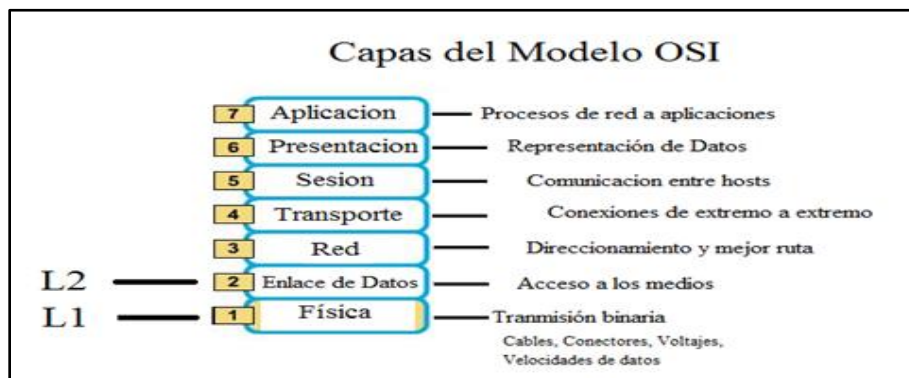 Capas del Modelo OSI
7 Aplicacion Procesos de red a aplicaciones
6 Presentacion Representación de Datos
5 Sesion Comunicacion entre hosts
4 Transporte Conexiones de extremo a extremo
3 Red Direccionamiento y mejor ruta
L2 2 Enlace de Datos Acceso a los medios
L1 1 Física Tranmisión binaria
Cables, Conectores, Voltajes,
Velocidades de datos